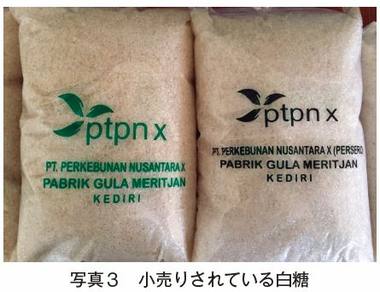 ptpn x
PT. PERKEBUNAN NUSANTARA X
PABRIK GULA MERITJAN
KEDIRI
ptpn x
PT. PERKEBUNAN NUSANTARA X (PERSERO)
PABRIK GULA MERITJAN
KEDIRI
写真３　小売りされている白糖